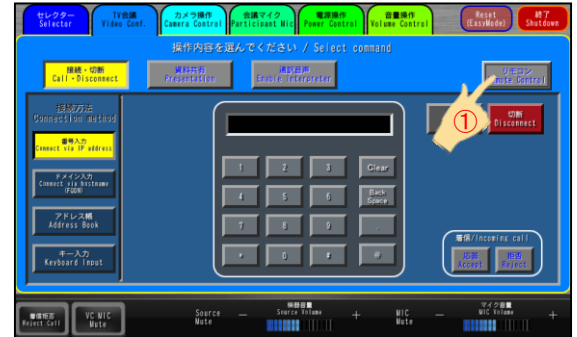 セレクター
Selector
TV会議
Video Conf.
カメラ操作
Camera Control
会議マイク
Participant Mic
電源操作
Power Control
音量操作
Volume Control
Reset
(EasyMode)
終了
Shutdown
操作内容を選んでください / Select command
接続・切断
Call・Disconnect
資料共有
Presentation
通訳音声
Enable Interpreter
リモコン
mote Control
接続方法
Connection method
番号入力
Connect via IP address
ドメイン入力
Connect via hostname
(FQDN)
アドレス帳
Address Book
キー入力
Keyboard Input
1 2 3 Clear
4 5 6 Back
Space
7 8 9 .
* 0 # @
①
切断
Disconnect
着信/Incoming call
応答
Accept
拒否
Reject
着信拒否
Reject Call
VC MIC
Mute
Source
Mute
－
機器音量
Source Volume
＋
MIC
Mute
－
マイク音量
MIC Volume
＋